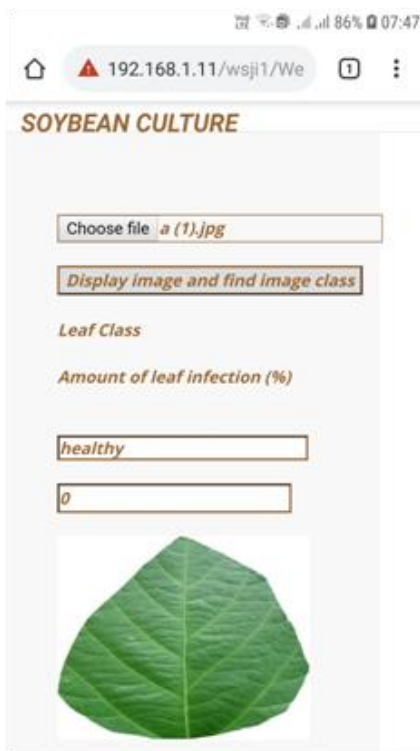 86% 07:47
192.168.1.11/wsji1/We 1
SOYBEAN CULTURE
Choose file a (1).jpg
Display image and find image class
Leaf Class
Amount of leaf infection (%)
healthy
0